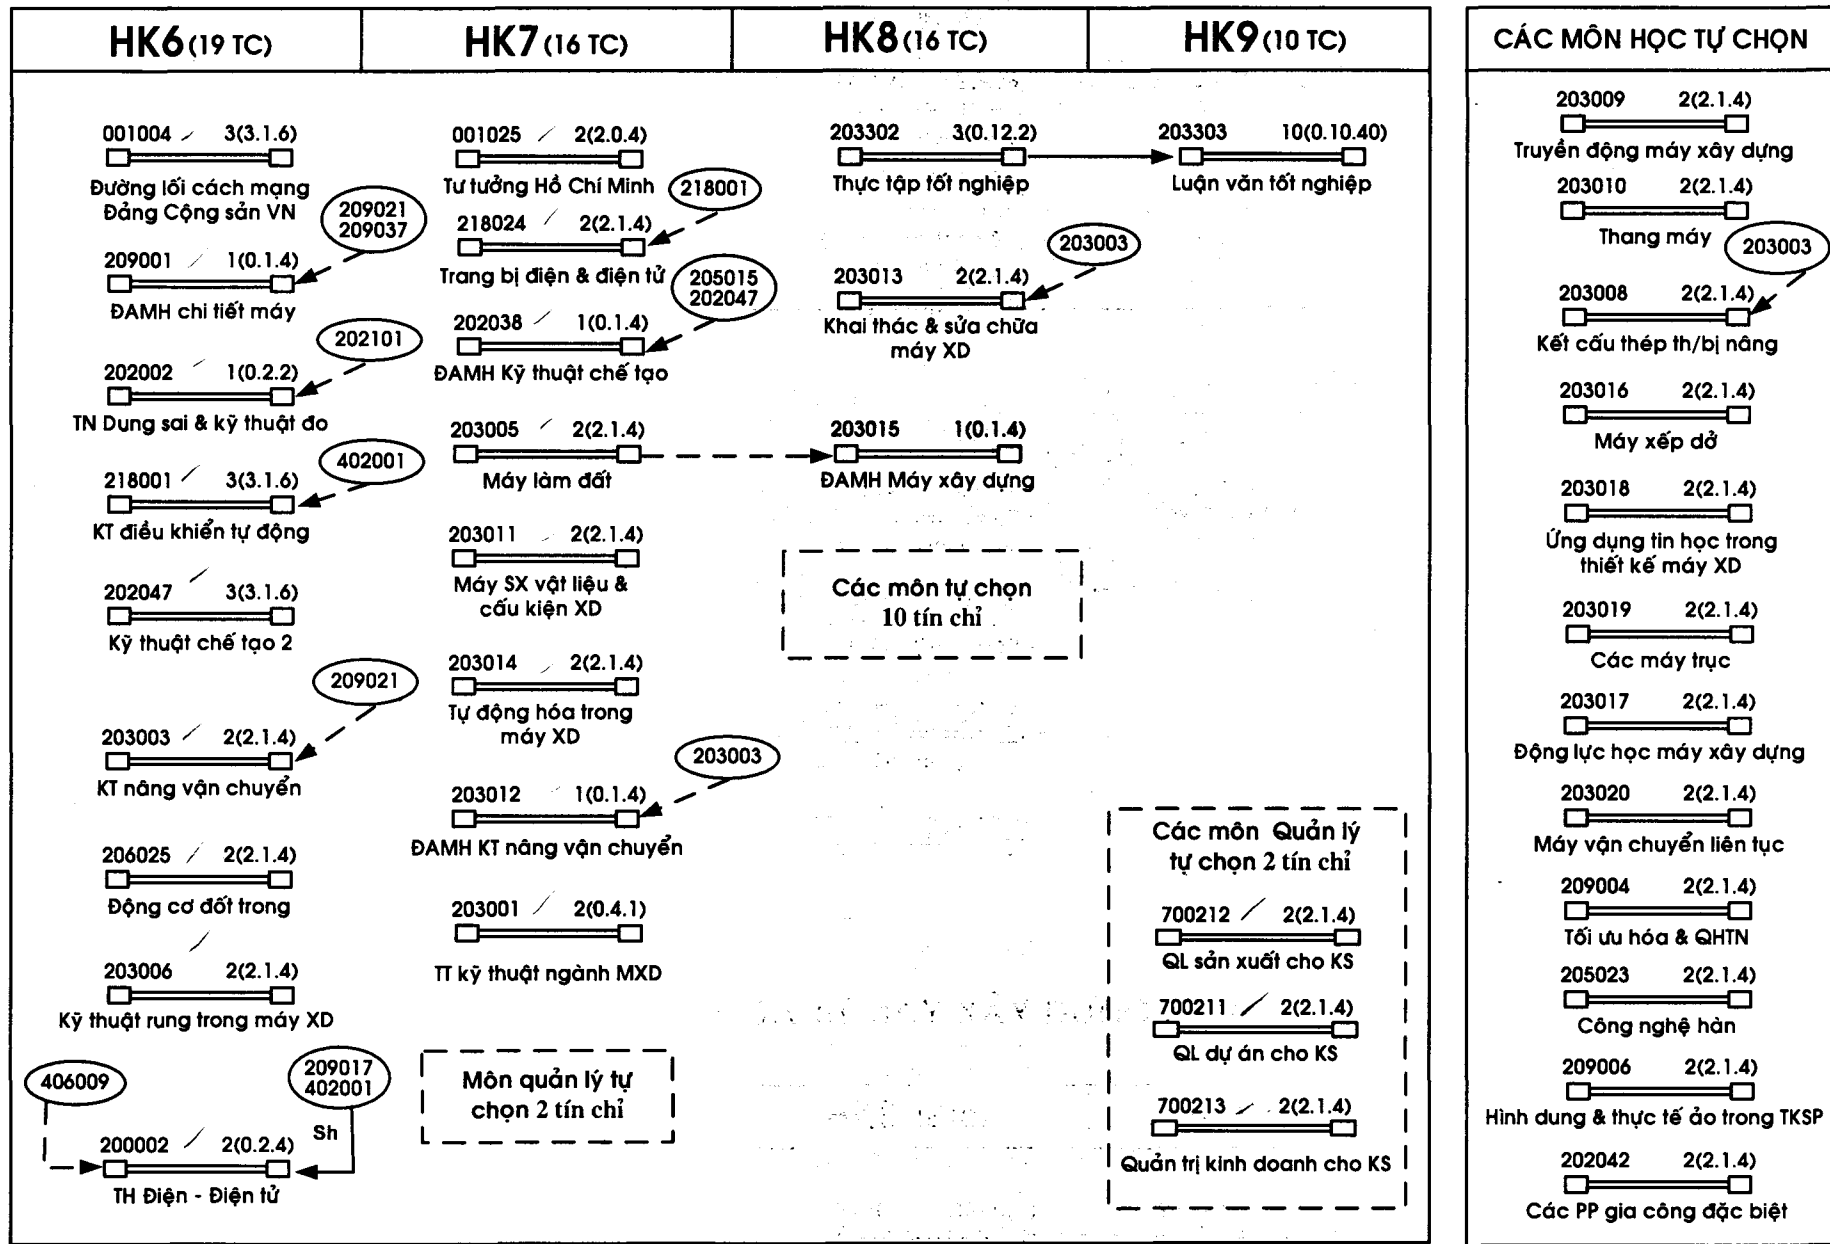 HK6 (19 TC)
HK7 (16 TC)
HK8 (16 TC)
HK9 (10 TC)
CÁC MÔN HỌC TỰ CHỌN
001004 3(3.1.6)
Đường lối cách mạng
Đảng Cộng sản VN
209021
209037
209001 1(0.1.4)
ĐAMH chi tiết máy
202101
202002 1(0.2.2)
TN Dung sai & kỹ thuật đo
402001
218001 3(3.1.6)
KT điều khiển tự động
202047 3(3.1.6)
Kỹ thuật chế tạo 2
209021
203003 2(2.1.4)
KT nâng vận chuyển
206025 2(2.1.4)
Động cơ đốt trong
203006 2(2.1.4)
Kỹ thuật rung trong máy XD
406009
209017
402001
Sh
200002 2(0.2.4)
TH Điện - Điện tử
001025 2(2.0.4)
Tư tưởng Hồ Chí Minh
218001
218024 2(2.1.4)
Trang bị điện & điện tử
205015
202047
202038 1(0.1.4)
ĐAMH Kỹ thuật chế tạo
203005 2(2.1.4)
Máy làm đất
203011 2(2.1.4)
Máy SX vật liệu &
cấu kiện XD
203014 2(2.1.4)
Tự động hóa trong
máy XD
203003
203012 1(0.1.4)
ĐAMH KT nâng vận chuyển
203001 2(0.4.1)
TT kỹ thuật ngành MXD
Môn quản lý tự
chọn 2 tín chỉ
203302 3(0.12.2)
Thực tập tốt nghiệp
203003
203013 2(2.1.4)
Khai thác & sửa chữa
máy XD
203015 1(0.1.4)
ĐAMH Máy xây dựng
Các môn tự chọn
10 tín chỉ
203303 10(0.10.40)
Luận văn tốt nghiệp
Các môn Quản lý
tự chọn 2 tín chỉ
700212 2(2.1.4)
QL sản xuất cho KS
700211 2(2.1.4)
QL dự án cho KS
700213 2(2.1.4)
Quản trị kinh doanh cho KS
203009 2(2.1.4)
Truyền động máy xây dựng
203010 2(2.1.4)
Thang máy
203003
203008 2(2.1.4)
Kết cấu thép th/bị nâng
203016 2(2.1.4)
Máy xếp dở
203018 2(2.1.4)
Ứng dụng tin học trong
thiết kế máy XD
203019 2(2.1.4)
Các máy trục
203017 2(2.1.4)
Động lực học máy xây dựng
203020 2(2.1.4)
Máy vận chuyển liên tục
209004 2(2.1.4)
Tối ưu hóa & QHTN
205023 2(2.1.4)
Công nghệ hàn
209006 2(2.1.4)
Hình dung & thực tế ảo trong TKSP
202042 2(2.1.4)
Các PP gia công đặc biệt